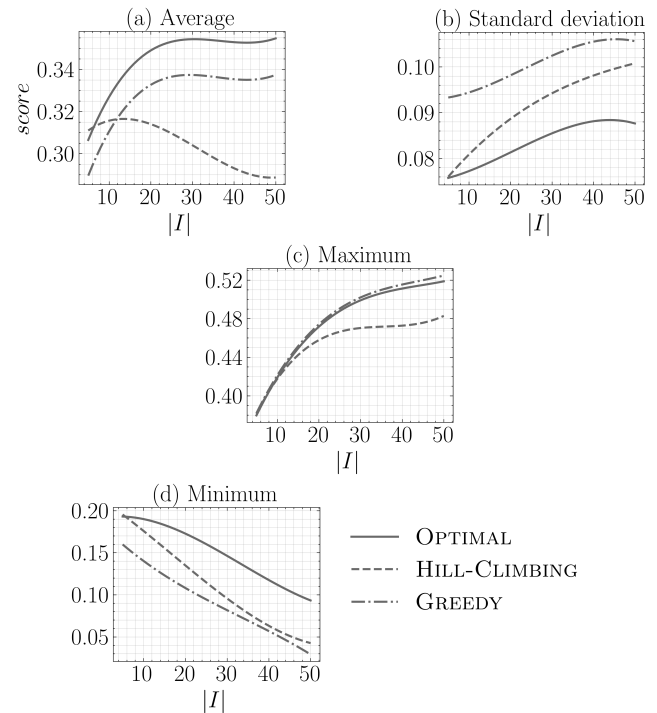 (a) Average
score
0.34
0.32
0.30
10 20 30 40 50
|I|
(b) Standard deviation
0.10
0.09
0.08
10 20 30 40 50
|I|
(c) Maximum
0.52
0.48
0.44
0.40
10 20 30 40 50
|I|
(d) Minimum
0.20
0.15
0.10
0.05
10 20 30 40 50
|I|
OPTIMAL
HILL-CLIMBING
GREEDY